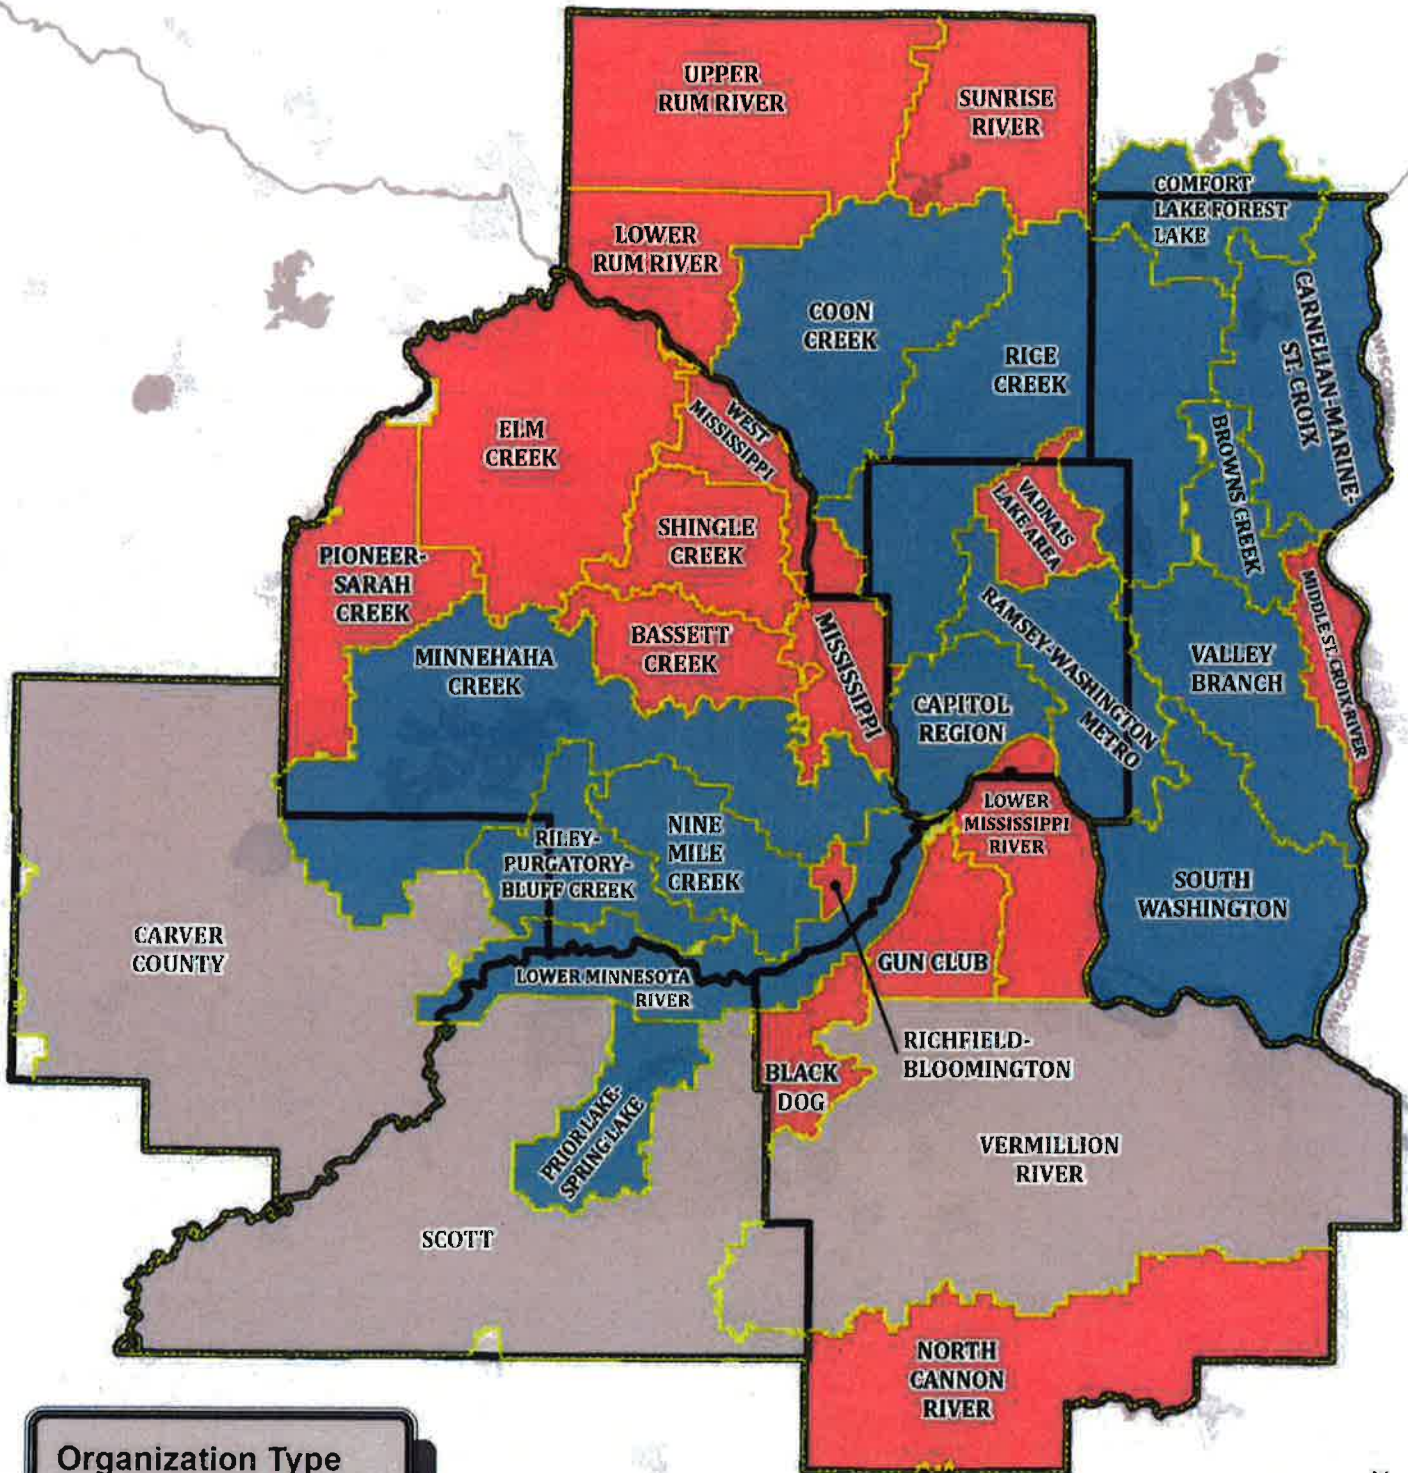 UPPER
RUM RIVER
SUNRISE
RIVER
COMFORT
LAKE FOREST
LAKE
LOWER
RUM RIVER
COON
CREEK
RICE
CREEK
CARNELIAN-MARINE-
ST. CROIX
WISCONSIN
ELM
CREEK
WEST
MISSISSIPPI
BROWNS CREEK
VADNAIS
LAKE AREA
SHINGLE
CREEK
PIONEER-
SARAH
CREEK
MIDDLE ST. CROIX RIVER
RAMSEY-WASHINGTON
METRO
BASSETT
CREEK
MISSISSIPPI
MINNEHAHA
CREEK
VALLEY
BRANCH
CAPITOL
REGION
LOWER
MISSISSIPPI
RIVER
NINE
MILE
CREEK
RILEY-
PURGATORY-
BLUFF CREEK
SOUTH
WASHINGTON
CARVER
COUNTY
WISCONSIN
GUN CLUB
LOWER MINNESOTA
RIVER
RICHFIELD-
BLOOMINGTON
BLACK
DOG
PRIOR LAKE-
SPRING LAKE
VERMILLION
RIVER
SCOTT
NORTH
CANNON
RIVER
Organization Type